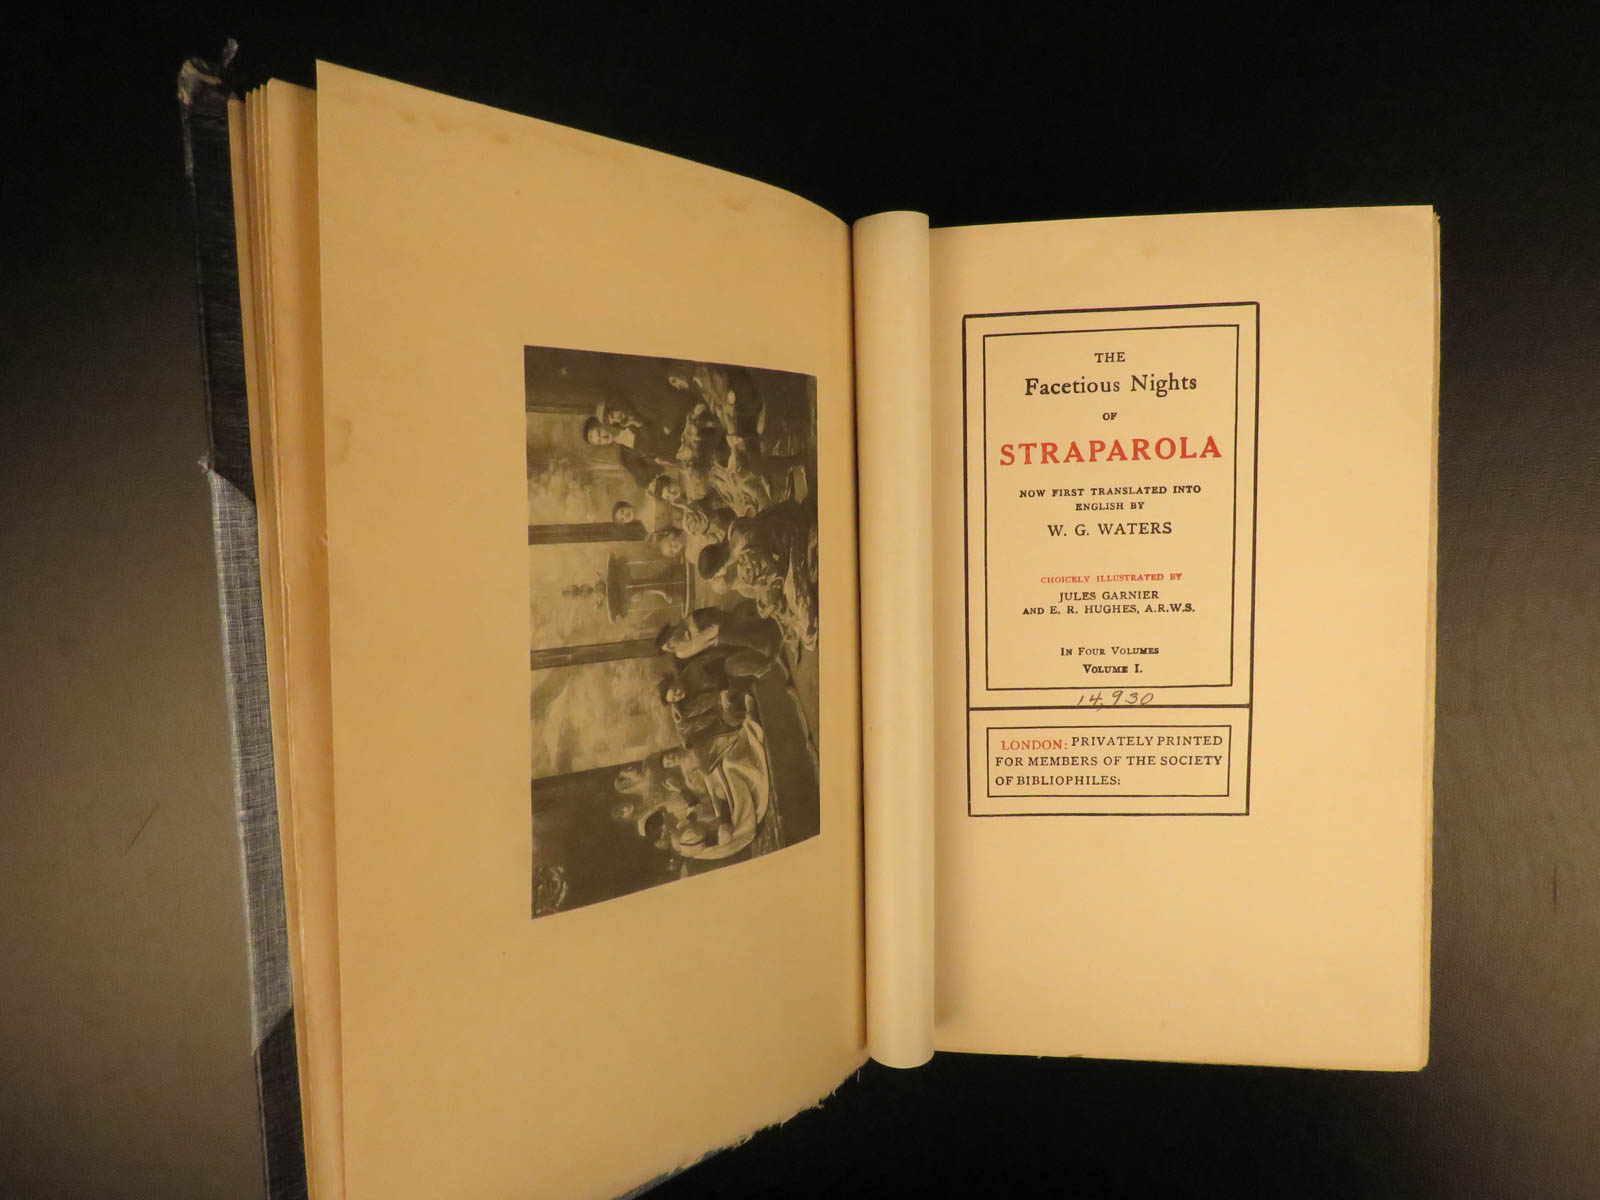 THE
Facetious Nights
OF
STRAPAROLA
NOW FIRST TRANSLATED INTO
ENGLISH BY
W. G. WATERS
CHOICELY ILLUSTRATED BY
JULES GARNIER
AND E. R. HUGHES, A.R.W.S.
IN FOUR VOLUMES
VOLUME I.
14,930
LONDON: PRIVATELY PRINTED
FOR MEMBERS OF THE SOCIETY
OF BIBLIOPHILES: